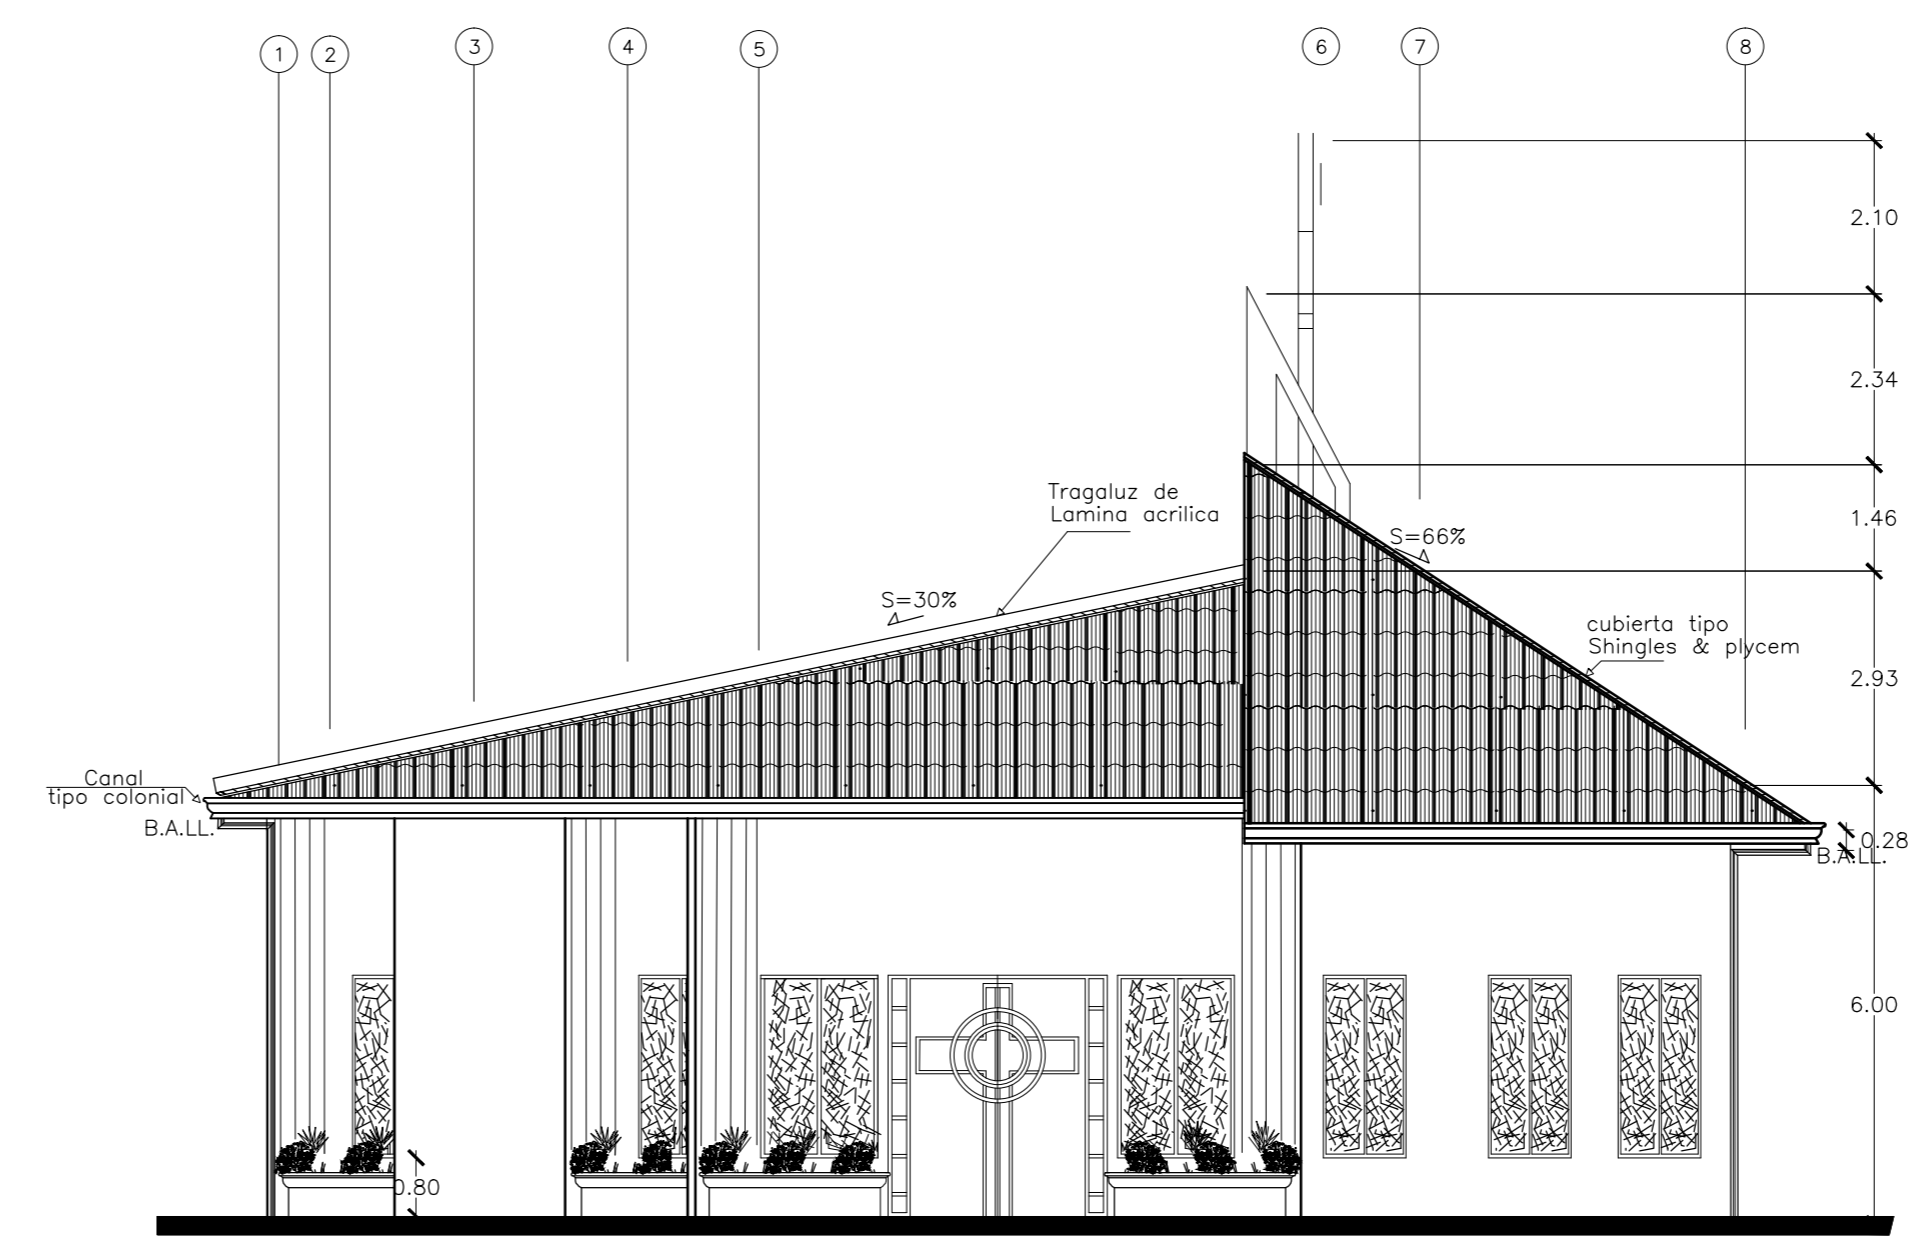 1
2
3
4
5
6
7
8
2.10
2.34
Tragaluz de
Lamina acrilica
1.46
S=66%
S=30%
cubierta tipo
Shingles & plycem
2.93
Canal
tipo colonial
B.A.LL.
0.28
B.A.LL.
6.00
0.80